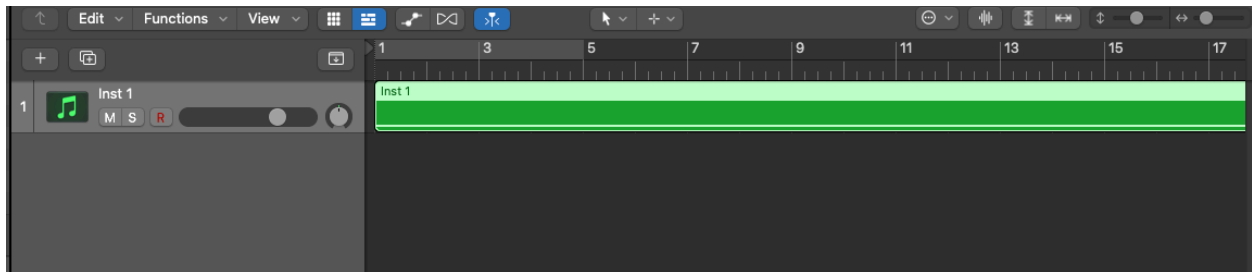 Edit Functions View
1 3 5 7 9 11 13 15 17
1 Inst 1
M S R
Inst 1